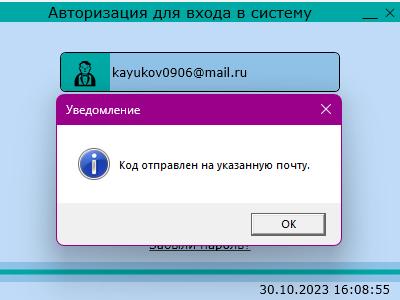 Авторизация для входа в систему
kayukov0906@mail.ru
Уведомление
Код отправлен на указанную почту.
OK
Забыли пароль?
30.10.2023 16:08:55